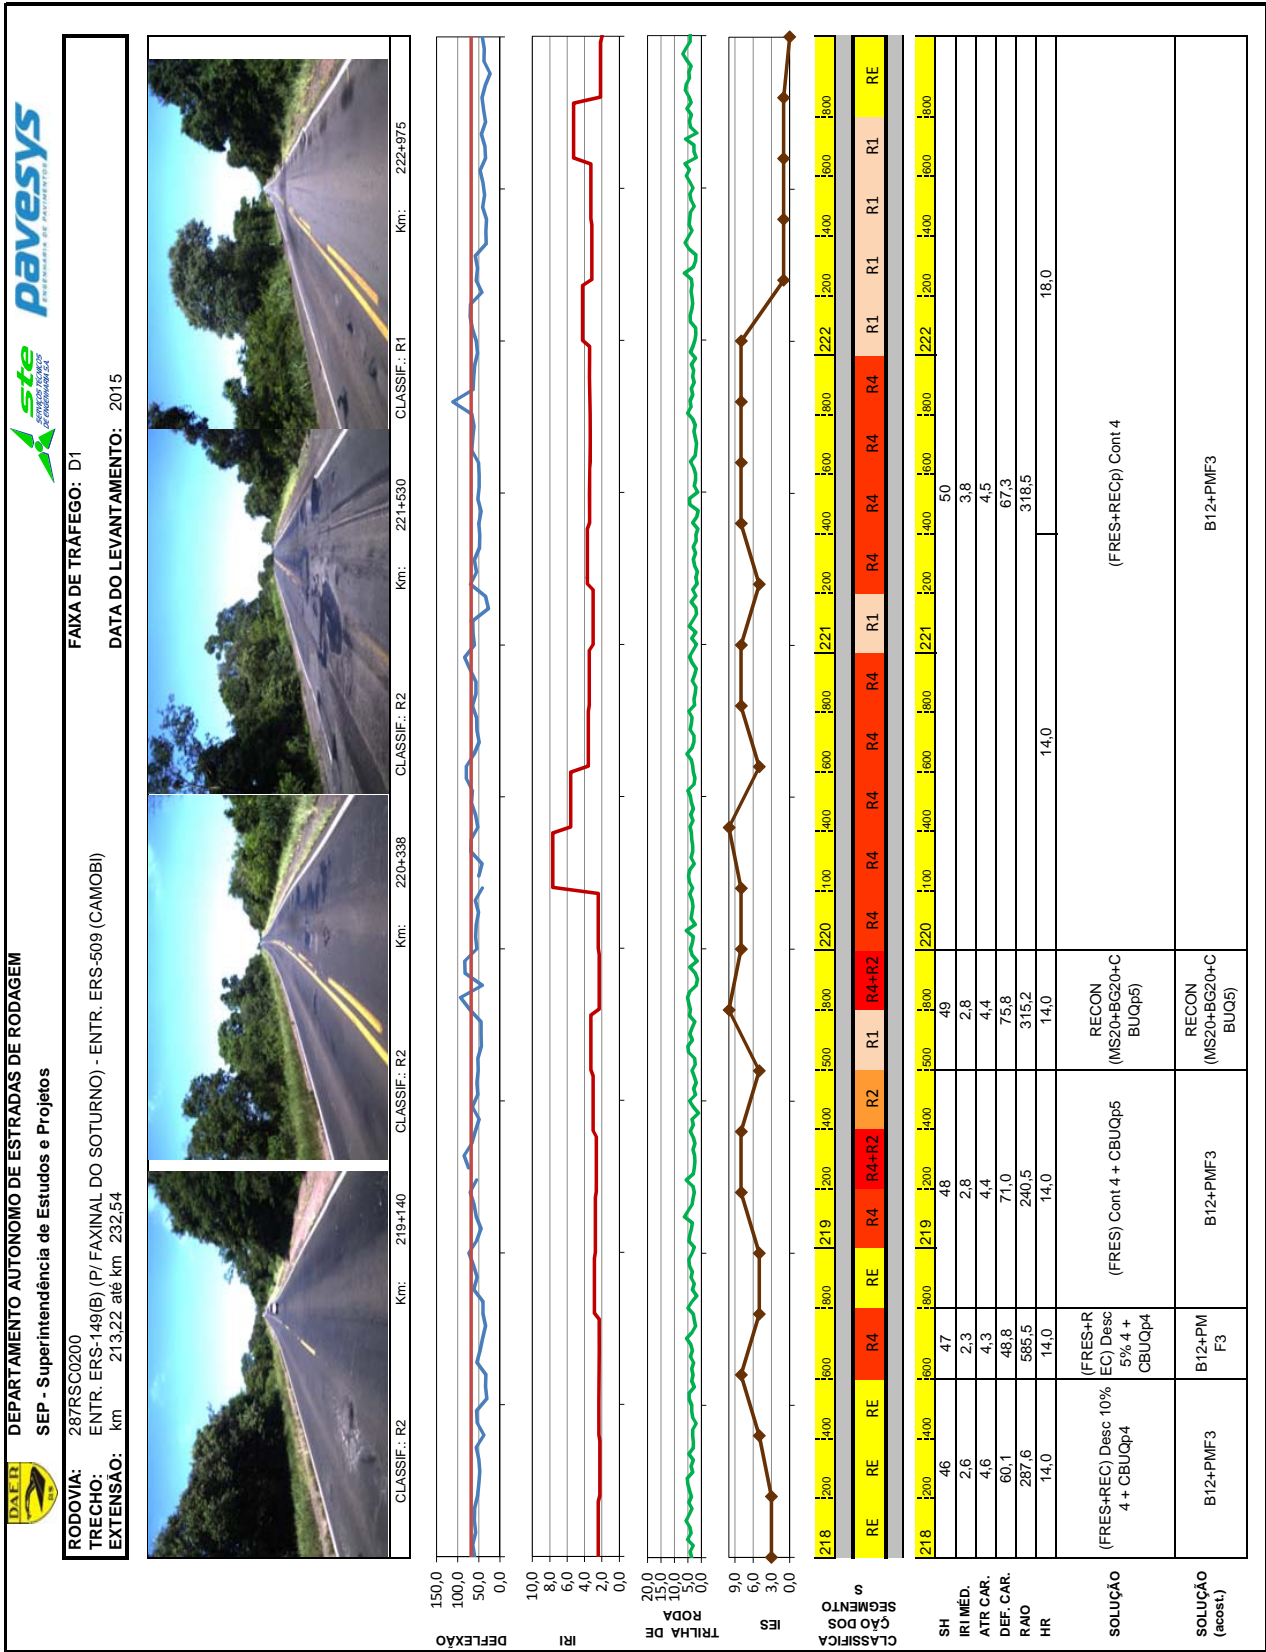 DEPARTAMENTO AUTÔNOMO DE ESTRADAS DE RODAGEM
SEP - Superintendência de Estudos e Projetos
DAER
RS
ste
SERVIÇOS TÉCNICOS
DE ENGENHARIA S.A.
pavesys
ENGENHARIA DE PAVIMENTOS
RODOVIA: 287RSC0200
FAIXA DE TRÁFEGO: D1
TRECHO: ENTR. ERS-149(B) (P/ FAXINAL DO SOTURNO) - ENTR. ERS-509 (CAMOBI)
EXTENSÃO: km 213,22 até km 232,54
DATA DO LEVANTAMENTO: 2015
CLASSIF.: R2 Km: 219+140 CLASSIF.: R2 Km: 220+338 CLASSIF.: R2 Km: 221+530 CLASSIF.: R1 Km: 222+975
DEFLEXÃO
150,0
100,0
50,0
0,0
IRI
10,0
8,0
6,0
4,0
2,0
0,0
TRILHA DE
RODA
20,0
15,0
10,0
5,0
0,0
IES
9,0
6,0
3,0
0,0
CLASSIFICA
ÇÃO DOS
SEGMENTO
S
218 200 400 600 800 219 200 400 500 800 220 100 400 600 800 221 200 400 600 800 222 200 400 600 800
RE RE RE R4 RE R4 R4+R2 R2 R1 R4+R2 R4 R4 R4 R4 R4 R1 R4 R4 R4 R4 R1 R1 R1 R1 RE
218 200 400 600 800 219 200 400 500 800 220 100 400 600 800 221 200 400 600 800 222 200 400 600 800
SH 46 47 48 49 50
IRI MÉD. 2,6 2,3 2,8 2,8 3,8
ATR CAR. 4,6 4,3 4,4 4,4 4,5
DEF. CAR. 60,1 48,8 71,0 75,8 67,3
RAIO 287,6 585,5 240,5 315,2 318,5
HR 14,0 14,0 14,0 14,0 14,0 18,0
SOLUÇÃO
(FRES+REC) Desc 10%
4 + CBUQp4
(FRES+R
EC) Desc
5% 4 +
CBUQp4
(FRES) Cont 4 + CBUQp5
RECON
(MS20+BG20+C
BUQp5)
(FRES+RECp) Cont 4
SOLUÇÃO
(acost.)
B12+PMF3
B12+PM
F3
B12+PMF3
RECON
(MS20+BG20+C
BUQ5)
B12+PMF3